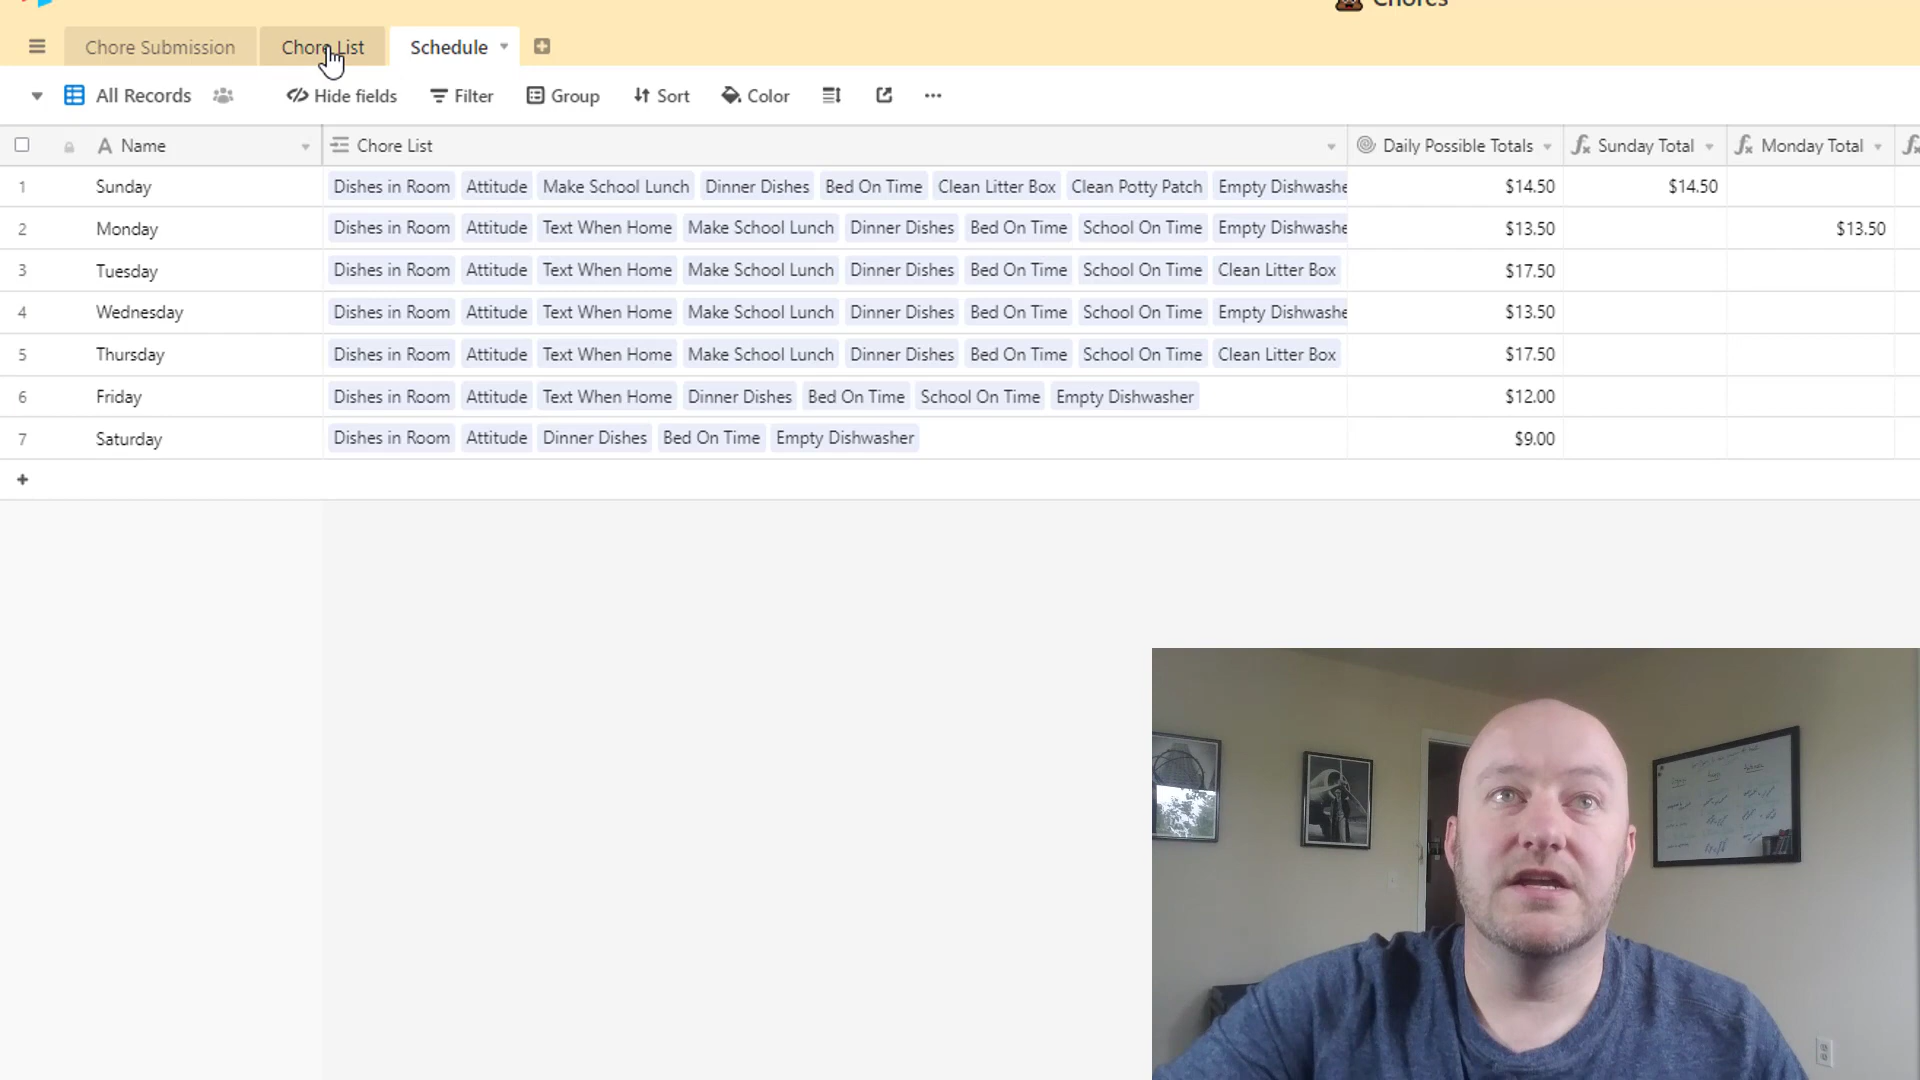 Chores
Chore Submission Chore List Schedule
All Records Hide fields Filter Group Sort Color
Name Chore List Daily Possible Totals Sunday Total Monday Total
1 Sunday Dishes in Room Attitude Make School Lunch Dinner Dishes Bed On Time Clean Litter Box Clean Potty Patch Empty Dishwashe $14.50 $14.50
2 Monday Dishes in Room Attitude Text When Home Make School Lunch Dinner Dishes Bed On Time School On Time Empty Dishwashe $13.50 $13.50
3 Tuesday Dishes in Room Attitude Text When Home Make School Lunch Dinner Dishes Bed On Time School On Time Clean Litter Box $17.50
4 Wednesday Dishes in Room Attitude Text When Home Make School Lunch Dinner Dishes Bed On Time School On Time Empty Dishwashe $13.50
5 Thursday Dishes in Room Attitude Text When Home Make School Lunch Dinner Dishes Bed On Time School On Time Clean Litter Box $17.50
6 Friday Dishes in Room Attitude Text When Home Dinner Dishes Bed On Time School On Time Empty Dishwasher $12.00
7 Saturday Dishes in Room Attitude Dinner Dishes Bed On Time Empty Dishwasher $9.00